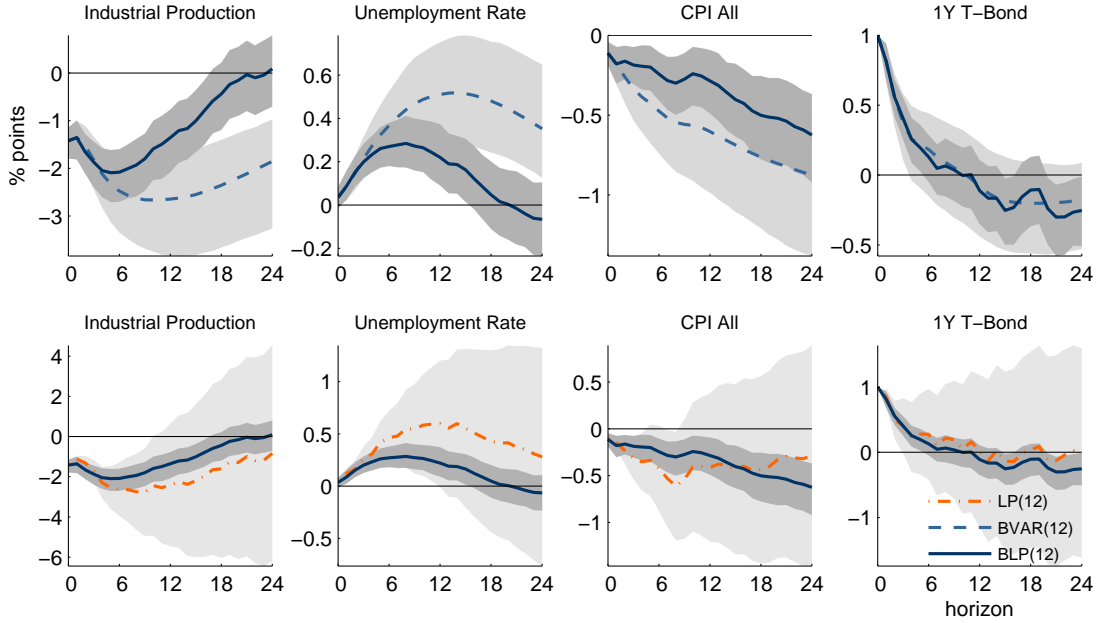 Industrial Production
Unemployment Rate
CPI All
1Y T−Bond
% points
0
−1
−2
−3
0 6 12 18 24
0.6
0.4
0.2
0
−0.2
0 6 12 18 24
0
−0.5
−1
0 6 12 18 24
1
0.5
0
−0.5
0 6 12 18 24
Industrial Production
Unemployment Rate
CPI All
1Y T−Bond
4
2
0
−2
−4
−6
0 6 12 18 24
1
0.5
0
−0.5
0 6 12 18 24
0.5
0
−0.5
−1
0 6 12 18 24
1
0
−1
LP(12)
BVAR(12)
BLP(12)
0 6 12 18 24
horizon